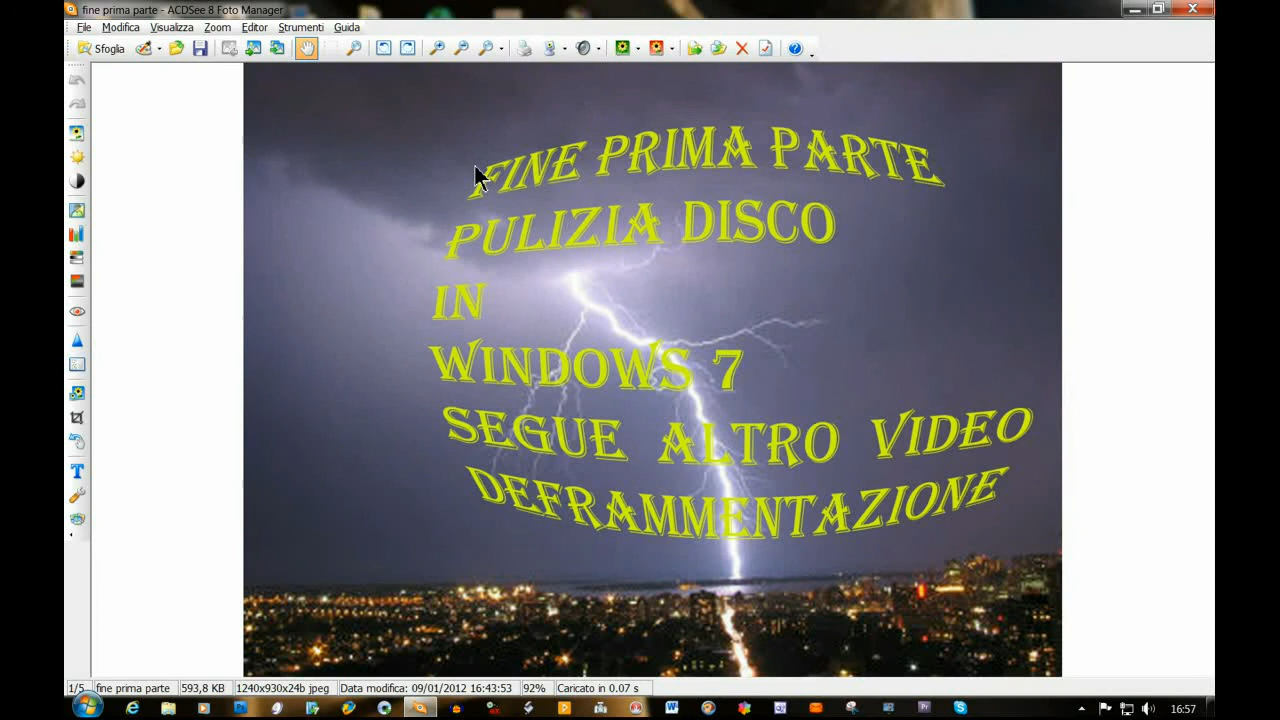 fine prima parte - ACDSee 8 Foto Manager
File Modifica Visualizza Zoom Editor Strumenti Guida
Sfoglia
FINE PRIMA PARTE
PULIZIA DISCO
IN
WINDOWS 7
SEGUE ALTRO VIDEO
DEFRAMMENTAZIONE
1/5 fine prima parte 593,8 KB 1240x930x24b jpeg Data modifica: 09/01/2012 16:43:53 92% Caricato in 0.07 s
16:57